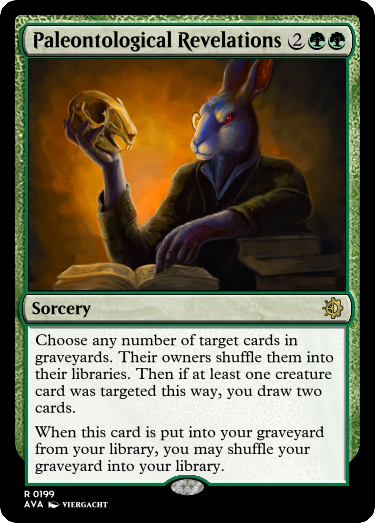 Paleontological Revelations 2
Sorcery
Choose any number of target cards in
graveyards. Their owners shuffle them into
their libraries. Then if at least one creature
card was targeted this way, you draw two
cards.
When this card is put into your graveyard
from your library, you may shuffle your
graveyard into your library.
R 0199
AVA VIERGACHT